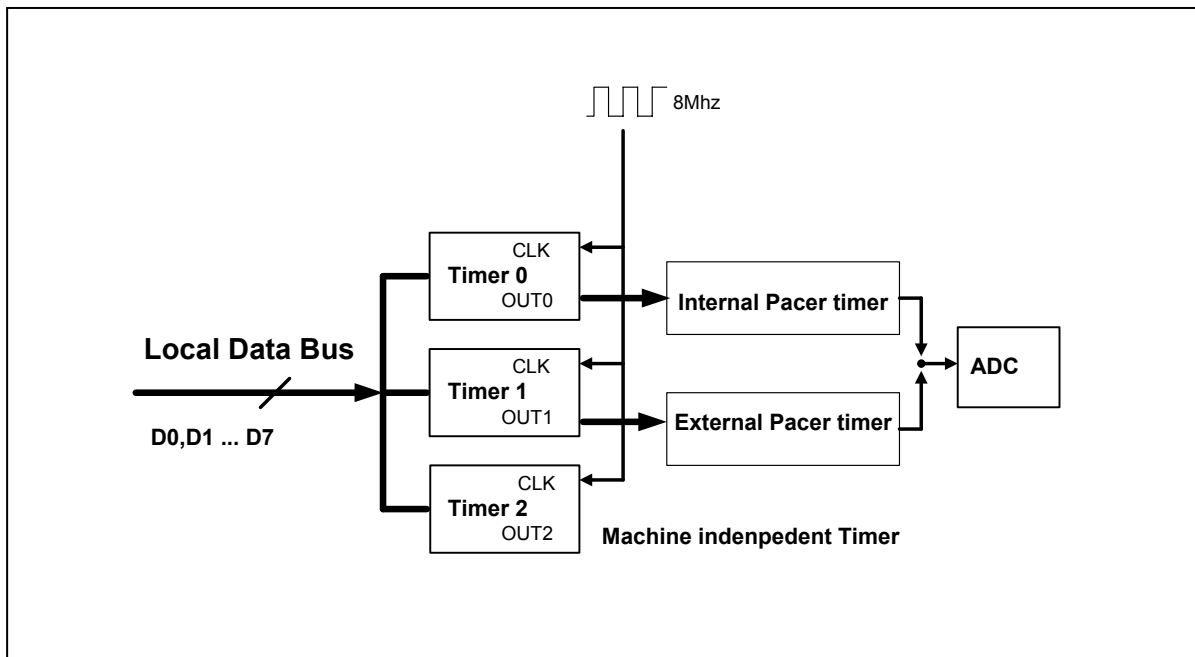 8Mhz
CLK
Timer 0
OUT0
Internal Pacer timer
Local Data Bus
CLK
Timer 1
OUT1
ADC
External Pacer timer
D0,D1 ... D7
CLK
Timer 2
OUT2
Machine indenpedent Timer